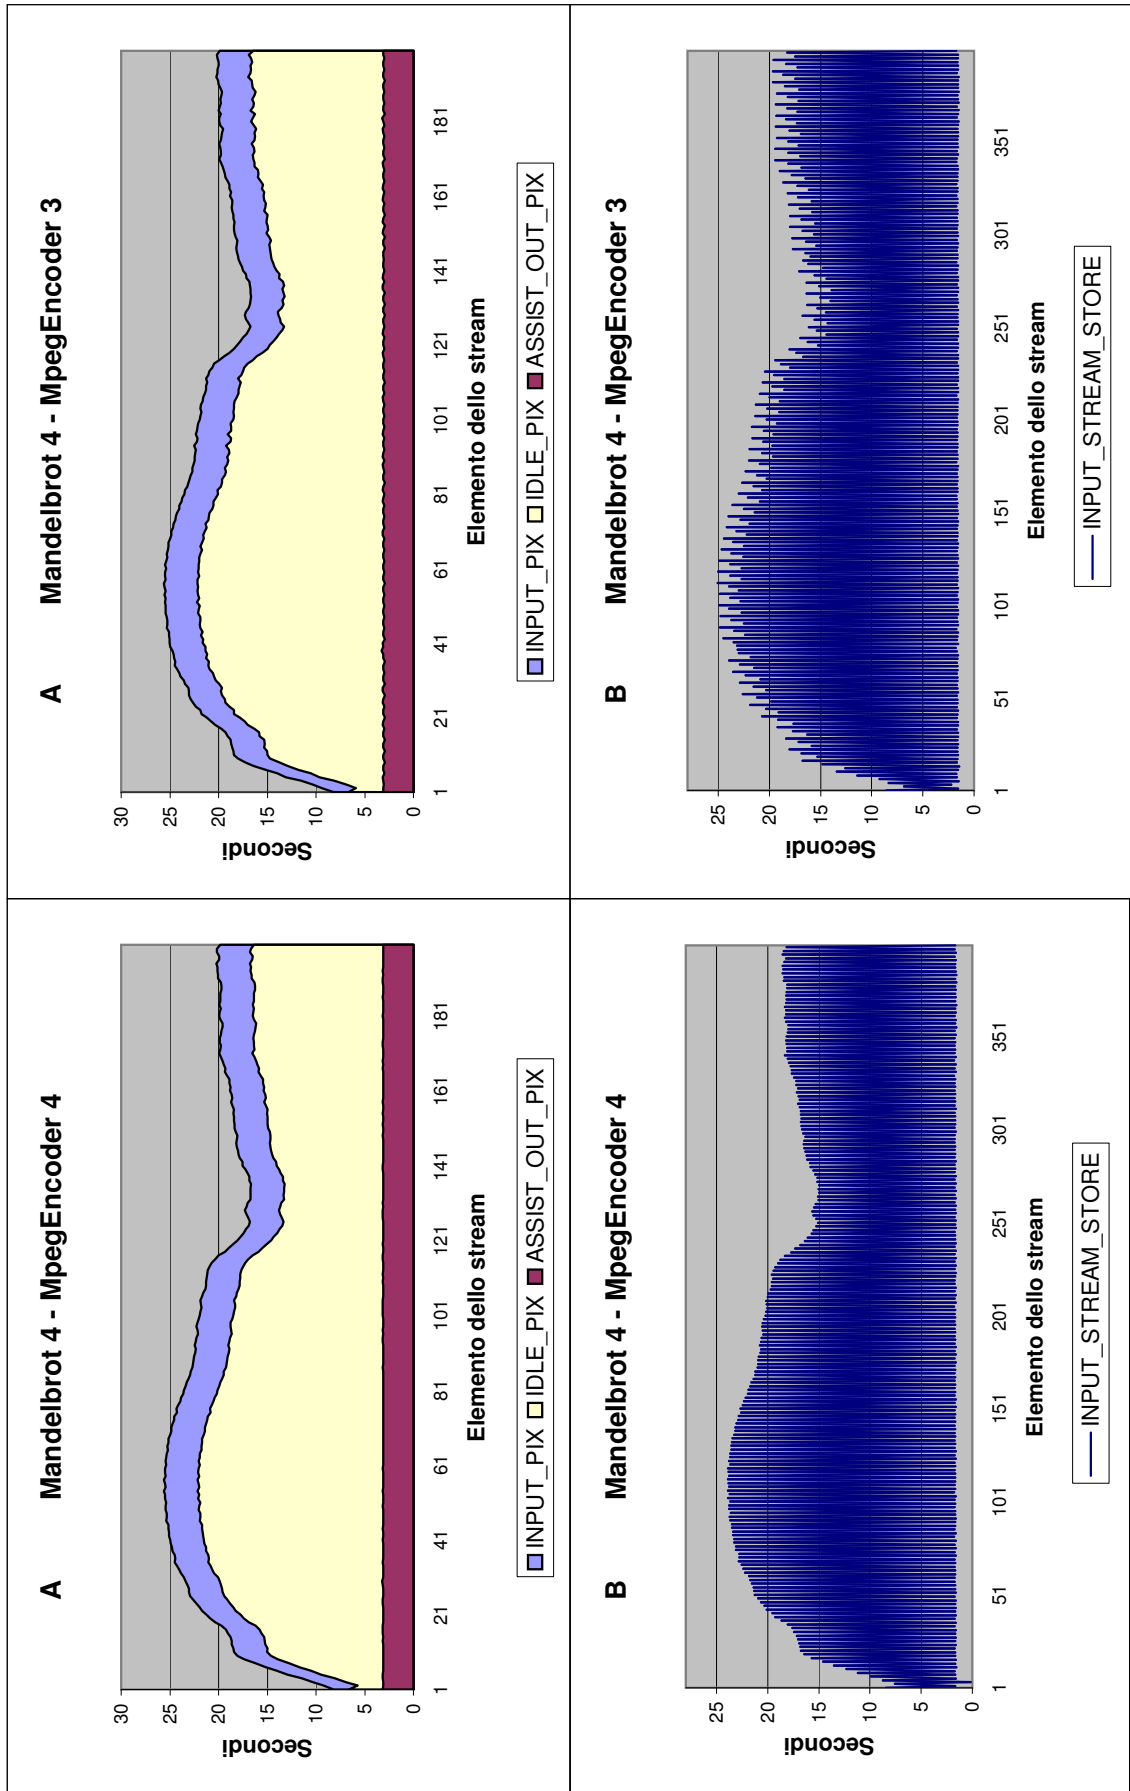 A Mandelbrot 4 - MpegEncoder 4
Secondi
30
25
20
15
10
5
0
1 21 41 61 81 101 121 141 161 181
Elemento dello stream
INPUT_PIX IDLE_PIX ASSIST_OUT_PIX
A Mandelbrot 4 - MpegEncoder 3
Secondi
30
25
20
15
10
5
0
1 21 41 61 81 101 121 141 161 181
Elemento dello stream
INPUT_PIX IDLE_PIX ASSIST_OUT_PIX
B Mandelbrot 4 - MpegEncoder 4
Secondi
25
20
15
10
5
0
1 51 101 151 201 251 301 351
Elemento dello stream
INPUT_STREAM_STORE
B Mandelbrot 4 - MpegEncoder 3
Secondi
25
20
15
10
5
0
1 51 101 151 201 251 301 351
Elemento dello stream
INPUT_STREAM_STORE